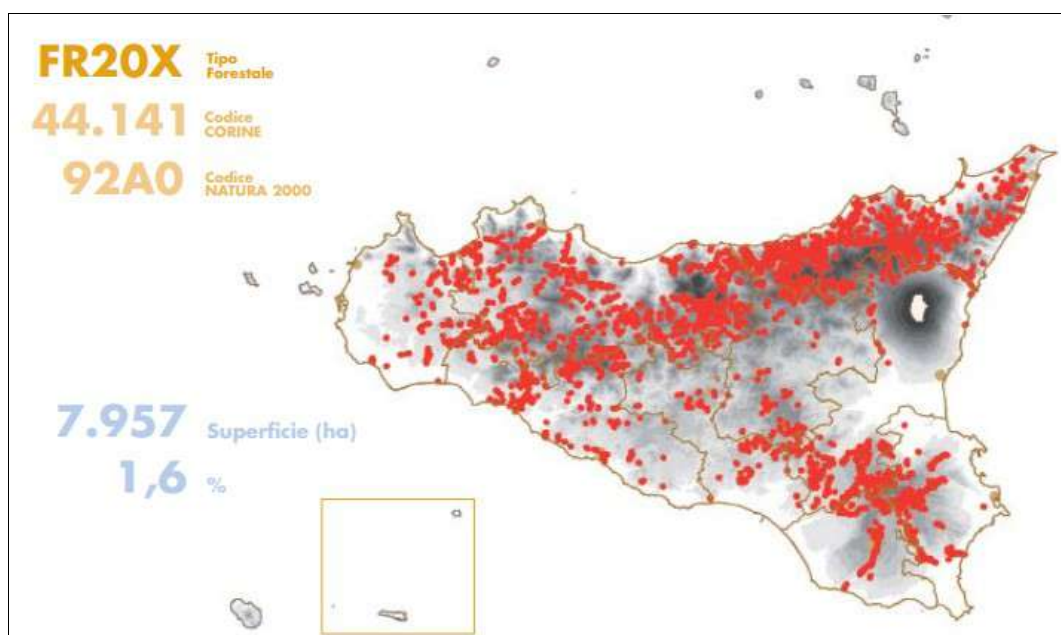 FR20X Tipo Forestale
44.141 Codice CORINE
92A0 Codice NATURA 2000
7.957 Superficie (ha)
1,6 %